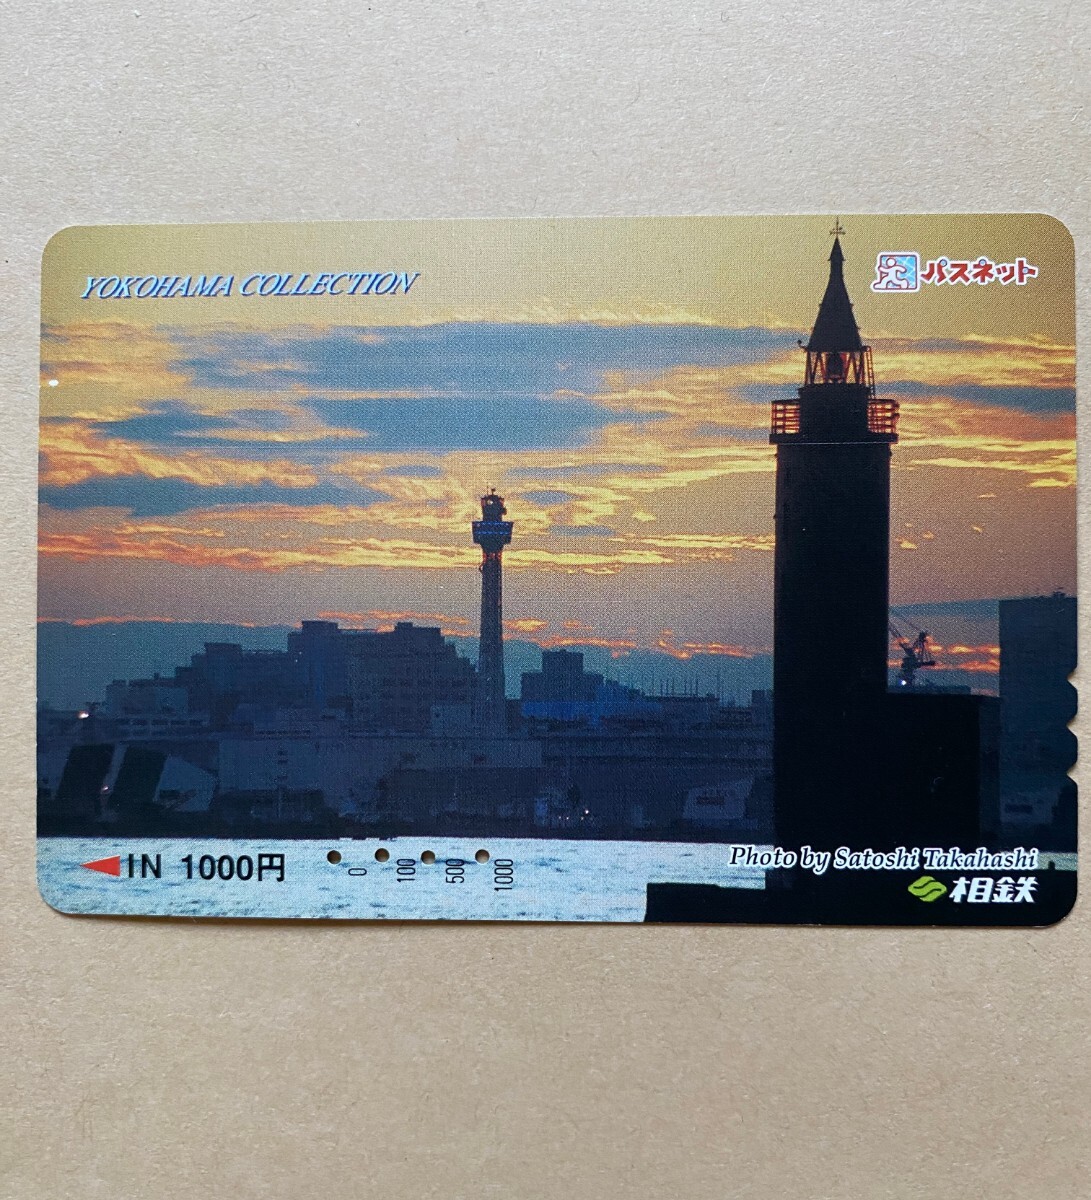 YOKOHAMA COLLECTION
パスネット
IN 1000円
0
100
500
1000
Photo by Satoshi Takahashi
相鉄